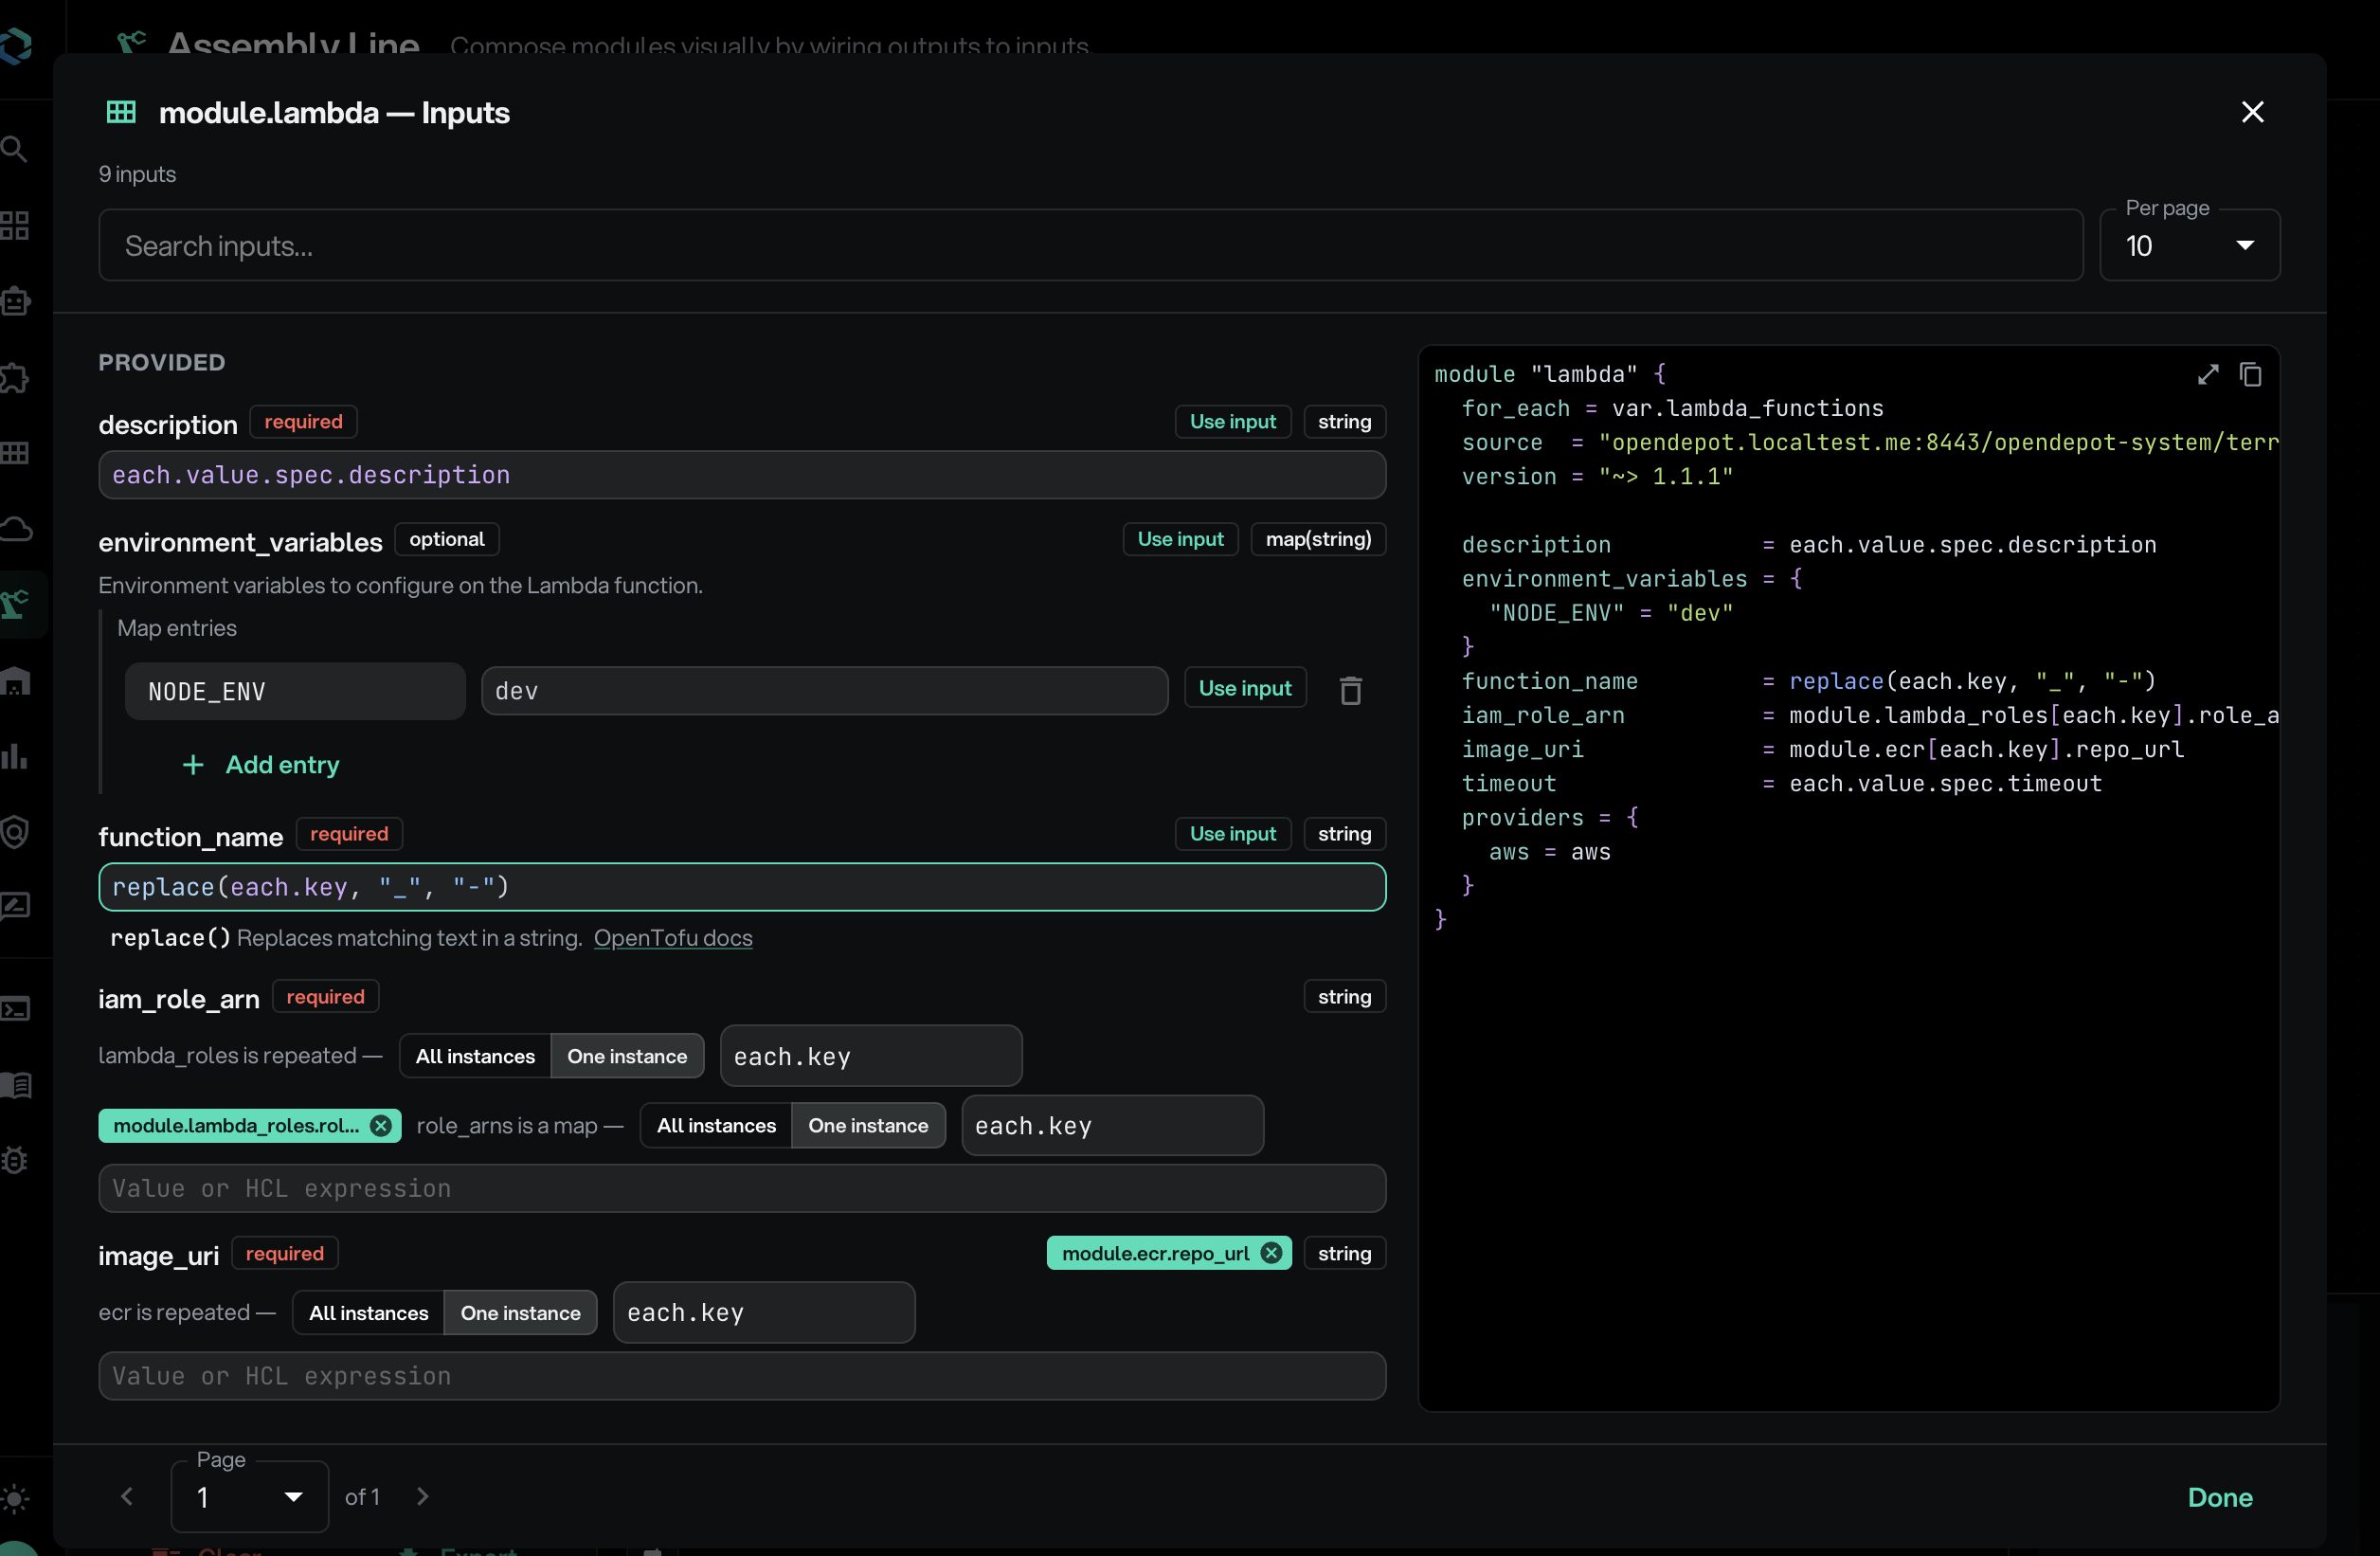 Assembly Line
Compose modules visually by wiring outputs to inputs.
module.lambda — Inputs
9 inputs
Search inputs...
Per page
10
PROVIDED
description required Use input string
each.value.spec.description
environment_variables optional Use input map(string)
Environment variables to configure on the Lambda function.
Map entries
NODE_ENV dev Use input
+ Add entry
function_name required Use input string
replace(each.key, "_", "-")
replace() Replaces matching text in a string. OpenTofu docs
iam_role_arn required string
lambda_roles is repeated — All instances One instance each.key
module.lambda_roles.rol... role_arns is a map — All instances One instance each.key
Value or HCL expression
image_uri required module.ecr.repo_url string
ecr is repeated — All instances One instance each.key
Value or HCL expression
module "lambda" {
for_each = var.lambda_functions
source = "opendepot.localtest.me:8443/opendepot-system/terr
version = "~> 1.1.1"
description = each.value.spec.description
environment_variables = {
"NODE_ENV" = "dev"
}
function_name = replace(each.key, "_", "-")
iam_role_arn = module.lambda_roles[each.key].role_a
image_uri = module.ecr[each.key].repo_url
timeout = each.value.spec.timeout
providers = {
aws = aws
}
}
Page
1
of 1
Done
Clear
Export